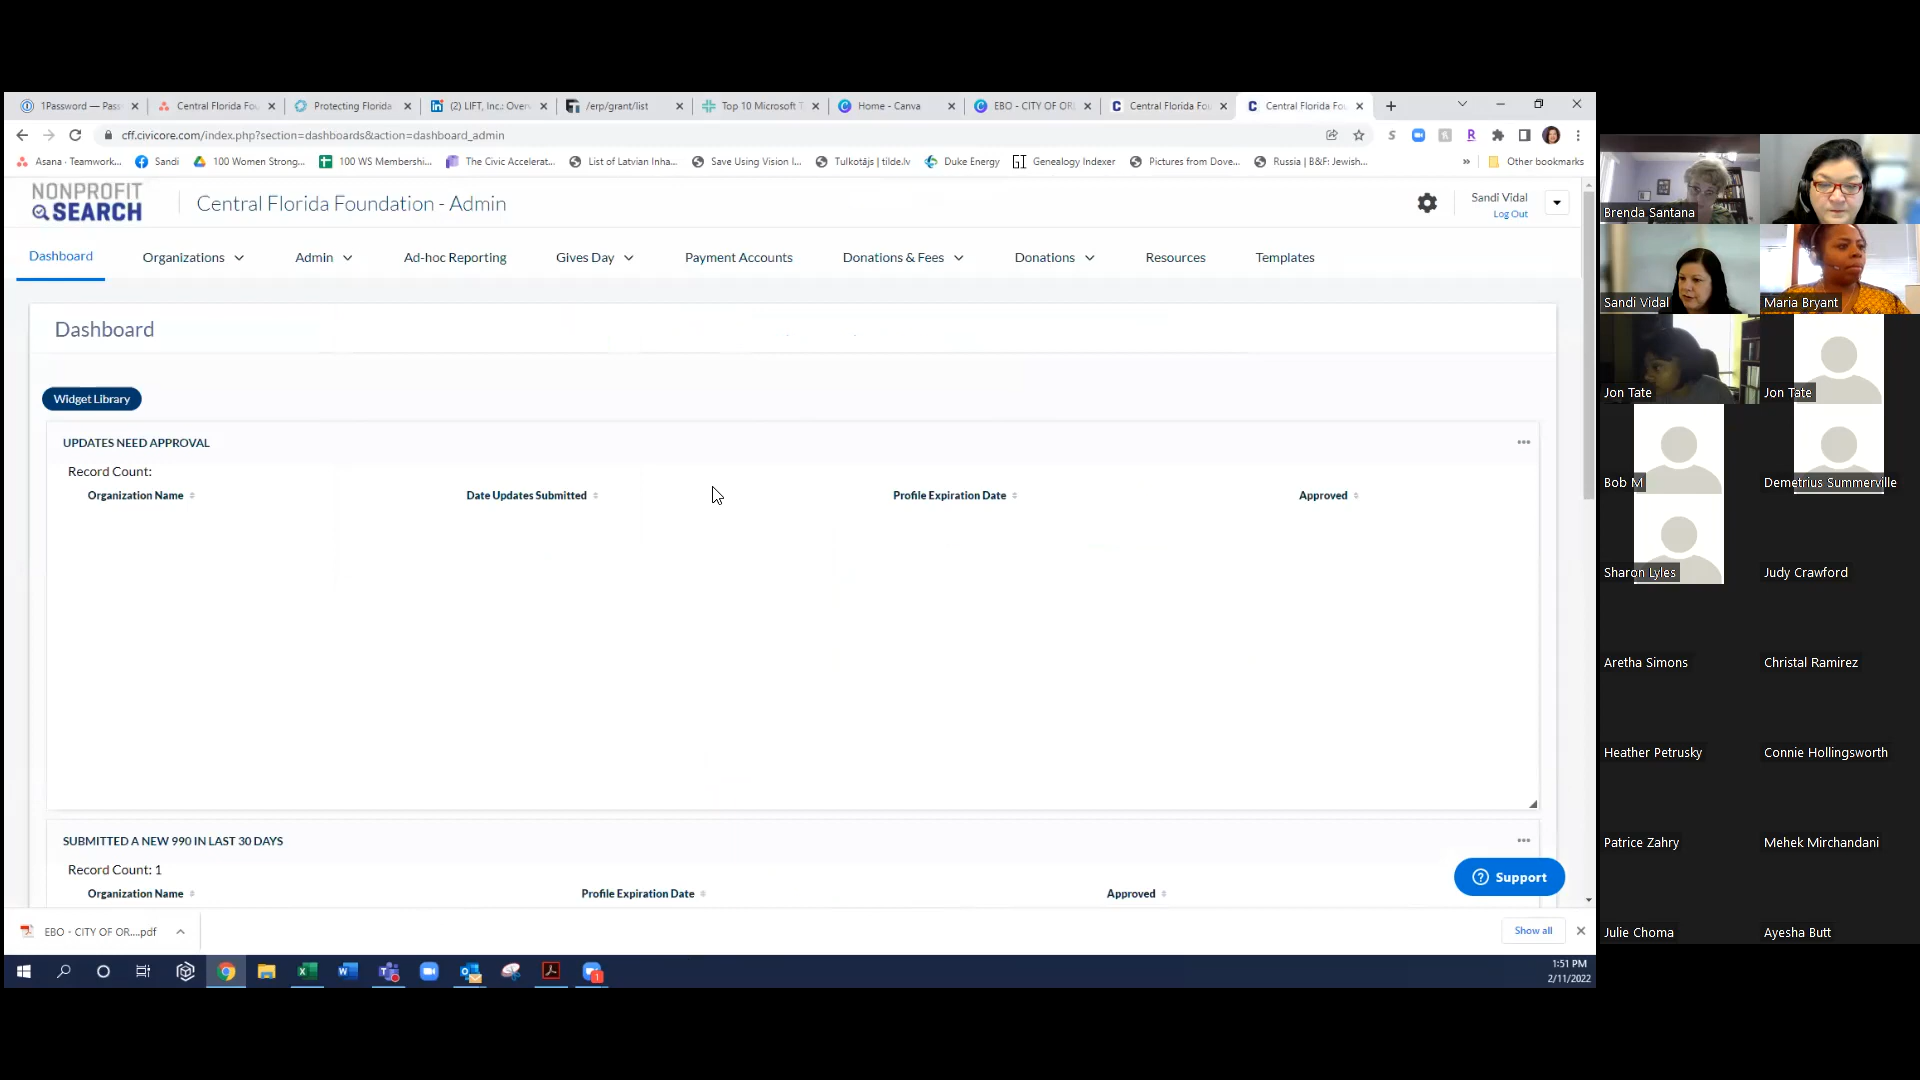 1Password — Pass
Central Florida Fou
Protecting Florida
(2) LIFT, Inc.: Over
/erp/grant/list
Top 10 Microsoft T
Home - Canva
EBO - CITY OF ORL
Central Florida Fou
Central Florida Fou
cff.civicore.com/index.php?section=dashboards&action=dashboard_admin
Asana · Teamwork...
Sandi
100 Women Strong...
100 WS Membershi...
The Civic Accelerat...
List of Latvian Inha...
Save Using Vision I...
Tulkotājs | tilde.lv
Duke Energy
Genealogy Indexer
Pictures from Dove...
Russia | B&F: Jewish...
»
Other bookmarks
NONPROFIT
SEARCH
Central Florida Foundation - Admin
Sandi Vidal
Log Out
Dashboard
Organizations
Admin
Ad-hoc Reporting
Gives Day
Payment Accounts
Donations & Fees
Donations
Resources
Templates
Dashboard
Widget Library
UPDATES NEED APPROVAL
Record Count:
Organization Name
Date Updates Submitted
Profile Expiration Date
Approved
SUBMITTED A NEW 990 IN LAST 30 DAYS
Record Count: 1
Organization Name
Profile Expiration Date
Approved
Support
EBO - CITY OF OR....pdf
Show all
1:51 PM
2/11/2022
Brenda Santana
Sandi Vidal
Maria Bryant
Jon Tate
Jon Tate
Bob M
Demetrius Summerville
Sharon Lyles
Judy Crawford
Aretha Simons
Christal Ramirez
Heather Petrusky
Connie Hollingsworth
Patrice Zahry
Mehek Mirchandani
Julie Choma
Ayesha Butt